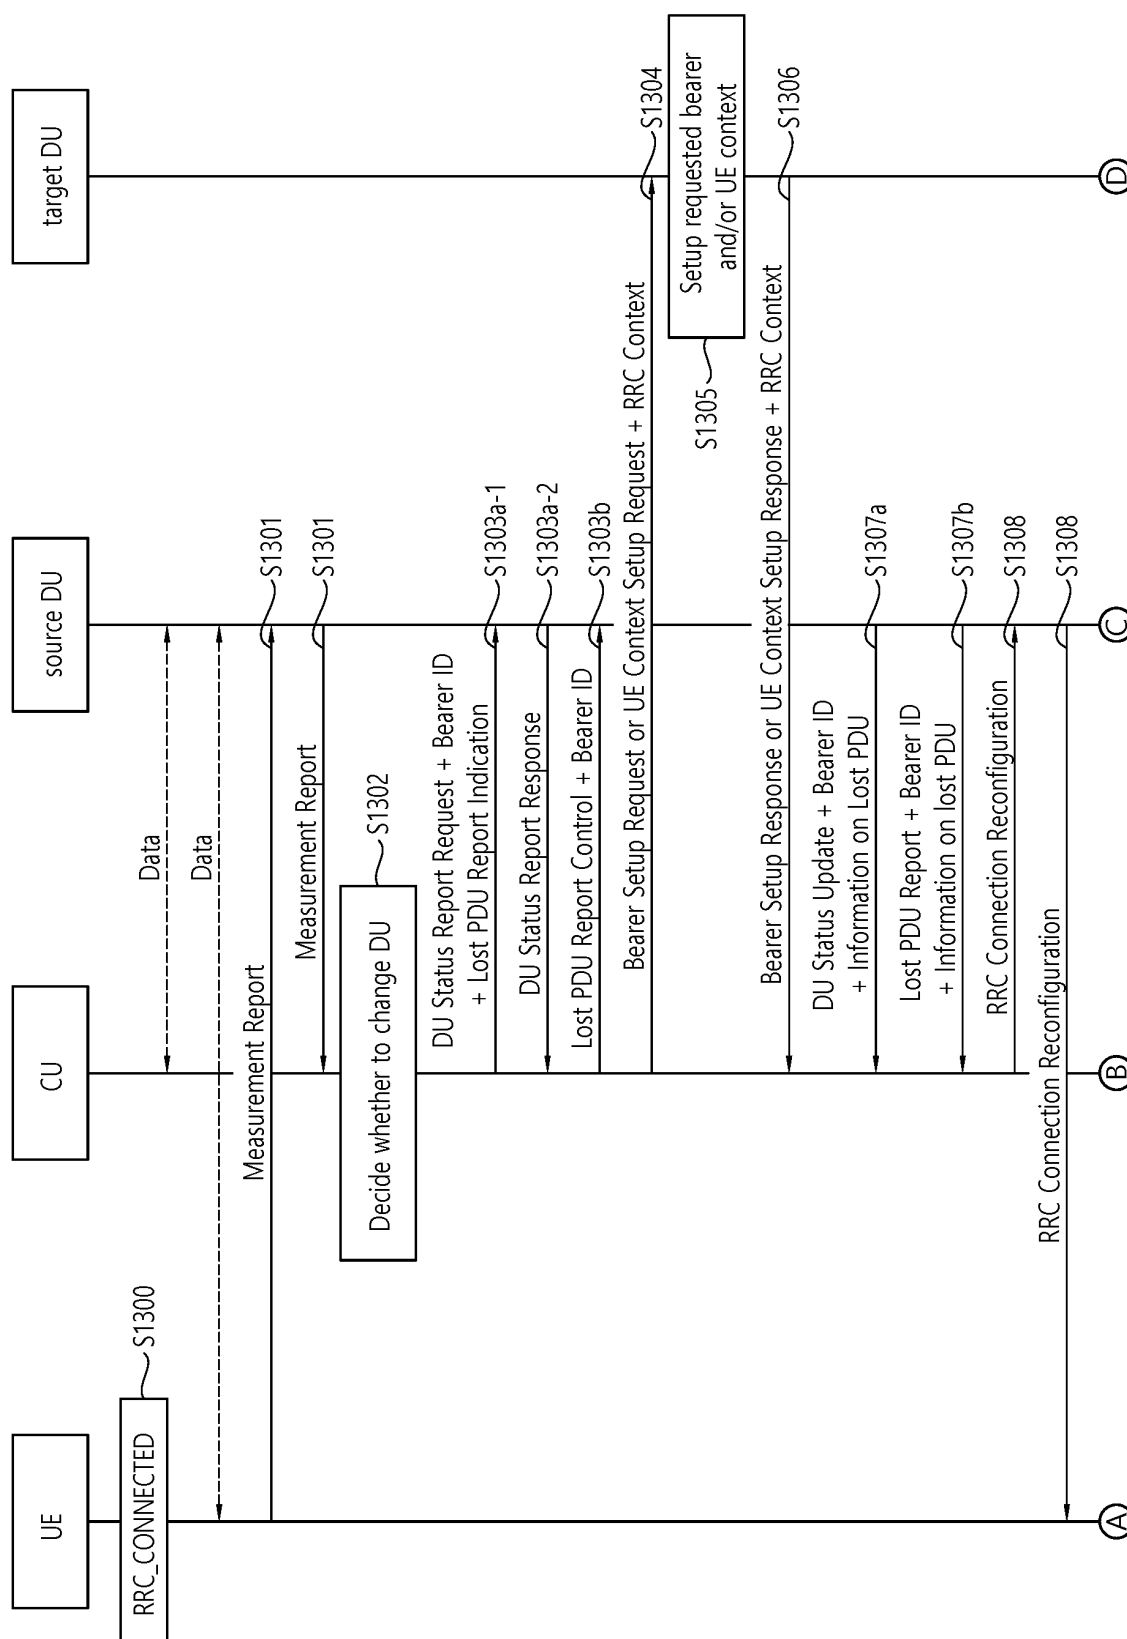 UE
CU
source DU
target DU
RRC_CONNECTED
S1300
Data
Data
Measurement Report
S1301
Measurement Report
S1301
Decide whether to change DU
S1302
DU Status Report Request + Bearer ID
+ Lost PDU Report Indication
S1303a-1
DU Status Report Response
S1303a-2
Lost PDU Report Control + Bearer ID
S1303b
Bearer Setup Request or UE Context Setup Request + RRC Context
S1304
Setup requested bearer
and/or UE context
S1305
Bearer Setup Response or UE Context Setup Response + RRC Context
S1306
DU Status Update + Bearer ID
+ Information on Lost PDU
S1307a
Lost PDU Report + Bearer ID
+ Information on lost PDU
S1307b
RRC Connection Reconfiguration
S1308
RRC Connection Reconfiguration
S1308
A
B
C
D